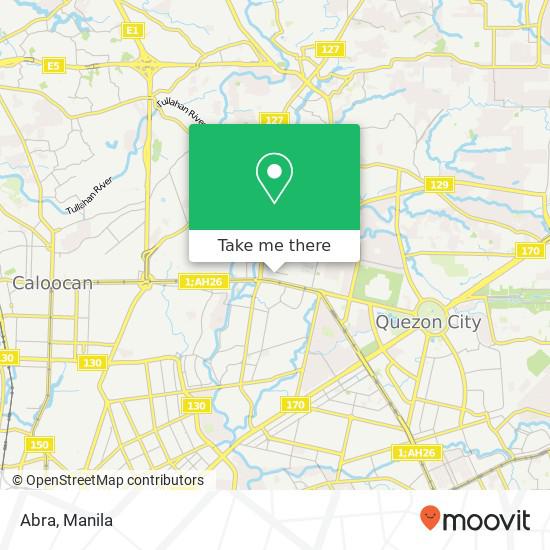 E1
127
E5
Tullahan River
127
129
Tullahan River
Take me there
170
Caloocan
1;AH26
Quezon City
130
130
130
170
150
1;AH26
© OpenStreetMap contributors
Abra, Manila
moovit